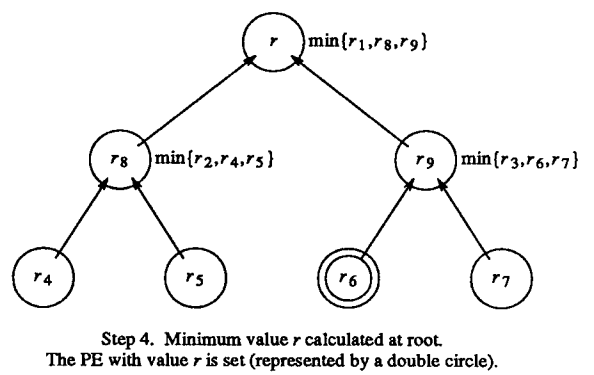 r min{r1,r8,r9}
r8 min{r2,r4,r5} r9 min{r3,r6,r7}
r4 r5 r6 r7
Step 4. Minimum value r calculated at root.
The PE with value r is set (represented by a double circle).